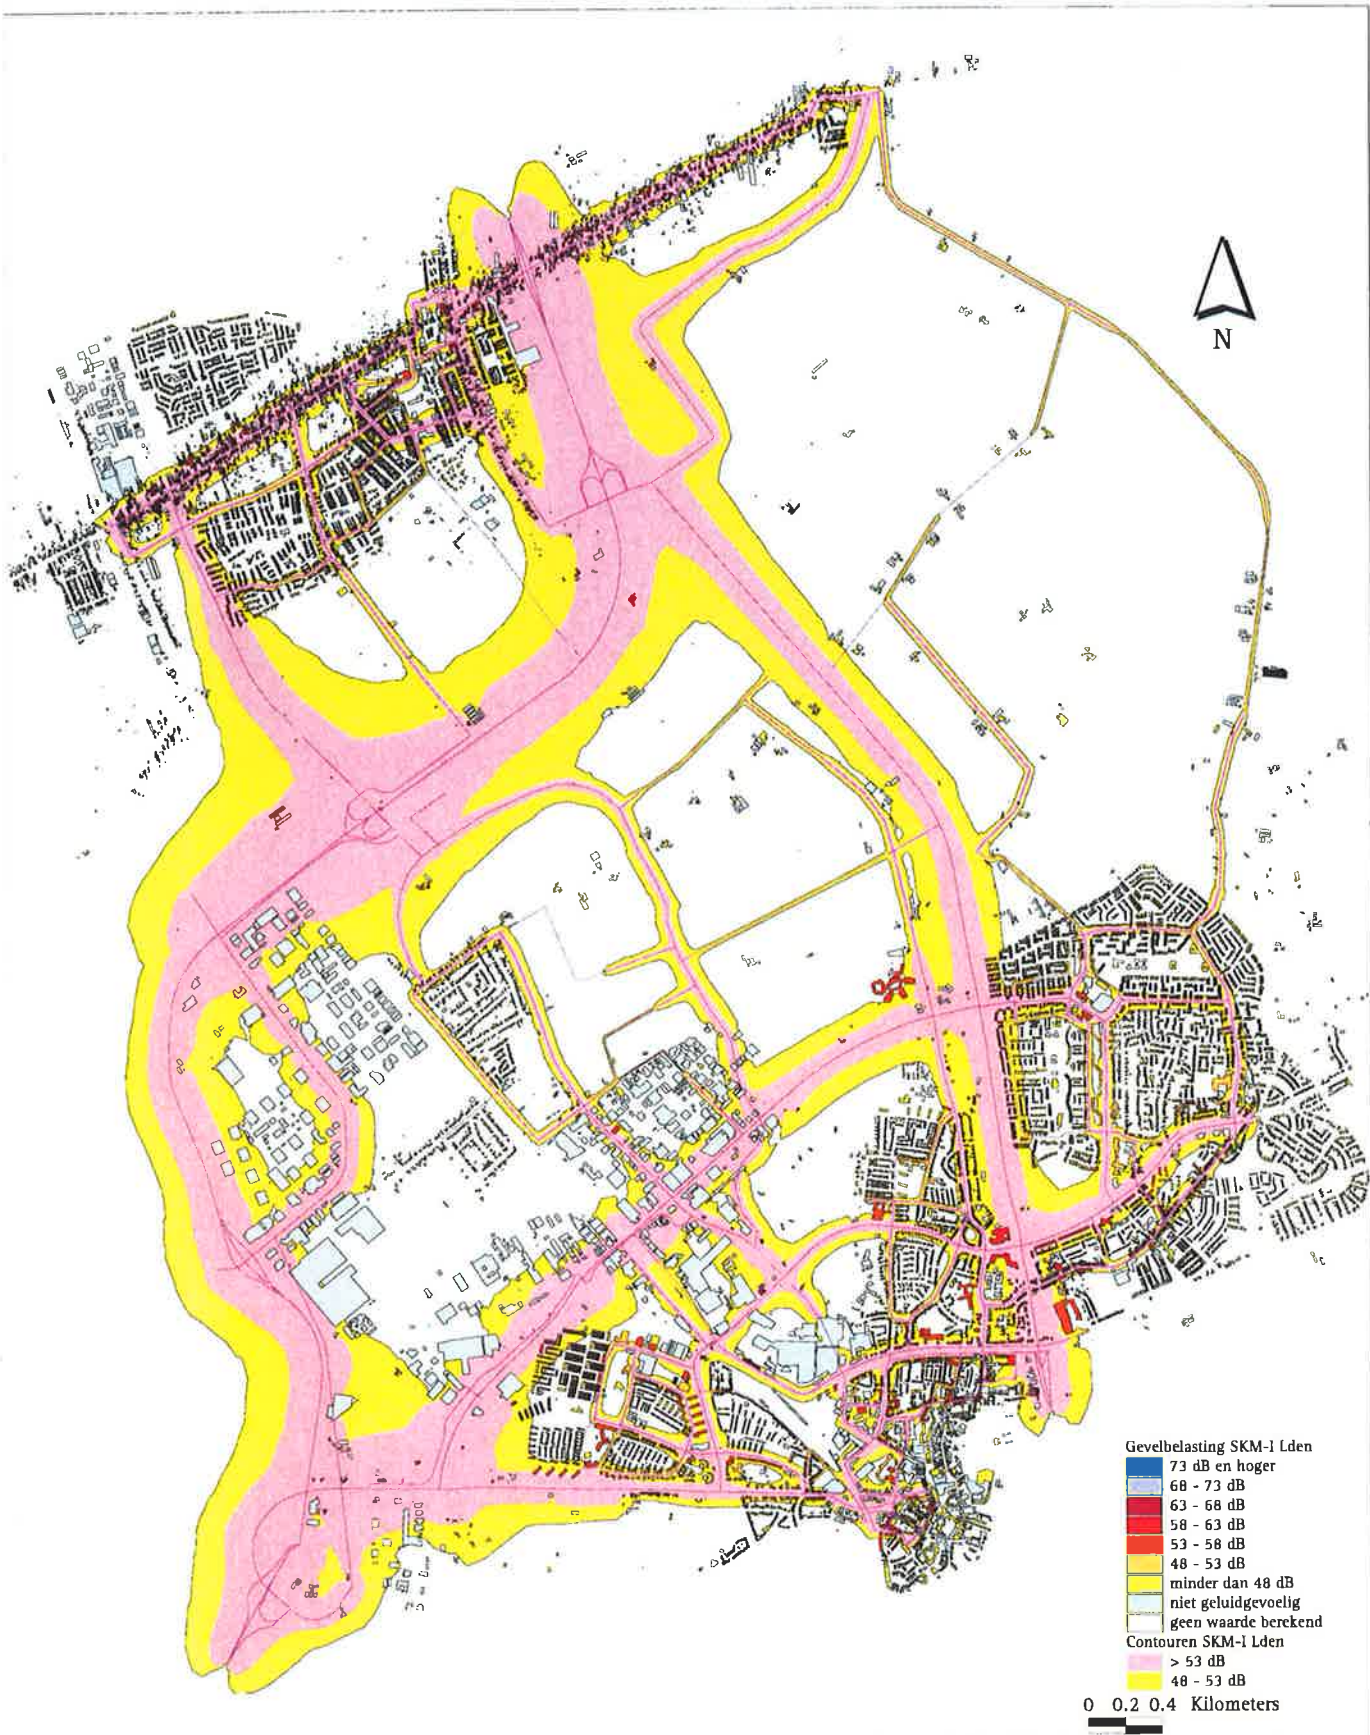 N
Gevelbelasting SKM-1 Lden
73 dB en hoger
68 - 73 dB
63 - 68 dB
58 - 63 dB
53 - 58 dB
48 - 53 dB
minder dan 48 dB
niet geluidgevoelig
geen waarde berekend
Contouren SKM-1 Lden
> 53 dB
48 - 53 dB
0 0.2 0.4 Kilometers